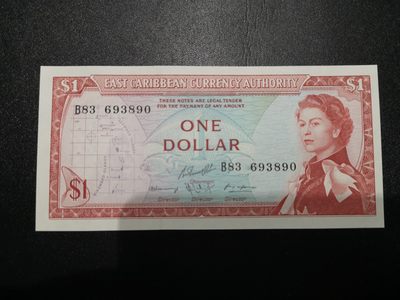 $1 EAST CARIBBEAN CURRENCY AUTHORITY $1
THESE NOTES ARE LEGAL TENDER
FOR THE PAYMENT OF ANY AMOUNT
B83 693890
ONE
DOLLAR
B83 693890
$1
Director Director Director